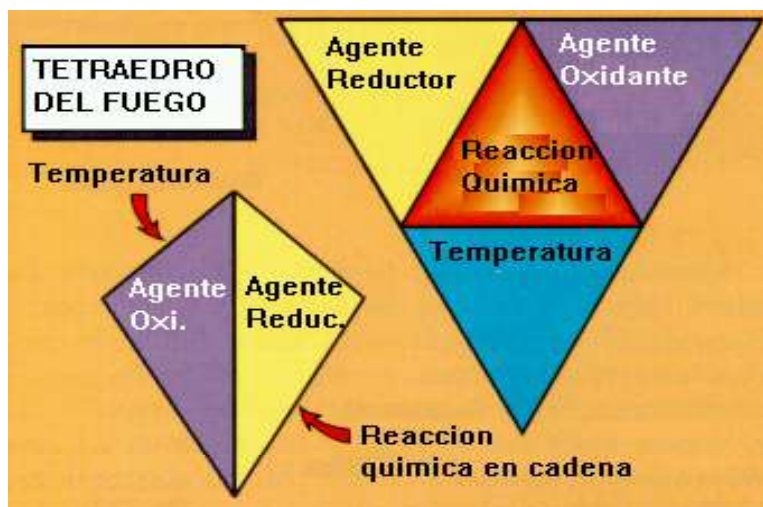 TETRAEDRO
DEL FUEGO
Agente
Reductor
Agente
Oxidante
Reaccion
Quimica
Temperatura
Temperatura
Agente
Oxi.
Agente
Reduc.
Reaccion
quimica en cadena